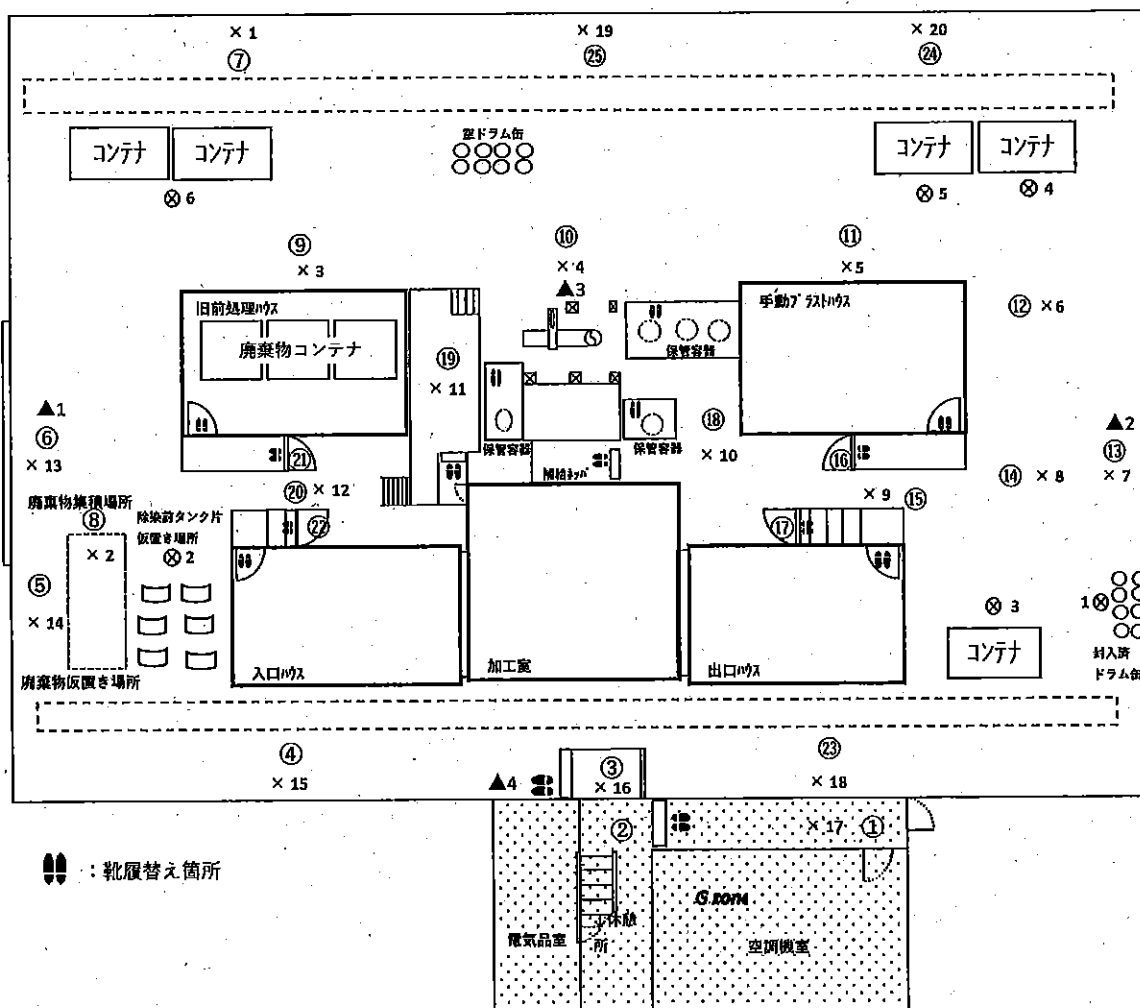 × 1
× 19
× 20
⑦
㉕
㉔
空ドラム缶
コンテナ
コンテナ
コンテナ
コンテナ
⊗ 6
⊗ 5
⊗ 4
⑨
⑩
⑪
× 3
× 4
×5
▲3
旧前処理ハウス
手動ブラストハウス
⑫ ×6
廃棄物コンテナ
保管容器
⑲
× 11
▲1
⑱
▲2
⑥
保管容器
保管容器
㉑
⑯
⑬
× 13
× 10
⑭ × 8
× 7
⑳ × 12
× 9 ⑮
廃棄物集積場所
⑧
除染前タンク片
仮置き場所
㉒
⑰
× 2
⊗2
⑤
⊗ 3
1⊗
× 14
コンテナ
封入済
ドラム缶
廃棄物仮置き場所
入口ハウス
加工室
出口ハウス
④
③
㉓
× 15
▲4
× 16
× 18
②
× 17 ①
：靴履替え箇所
G zone
休憩
所
電気品室
空調機室